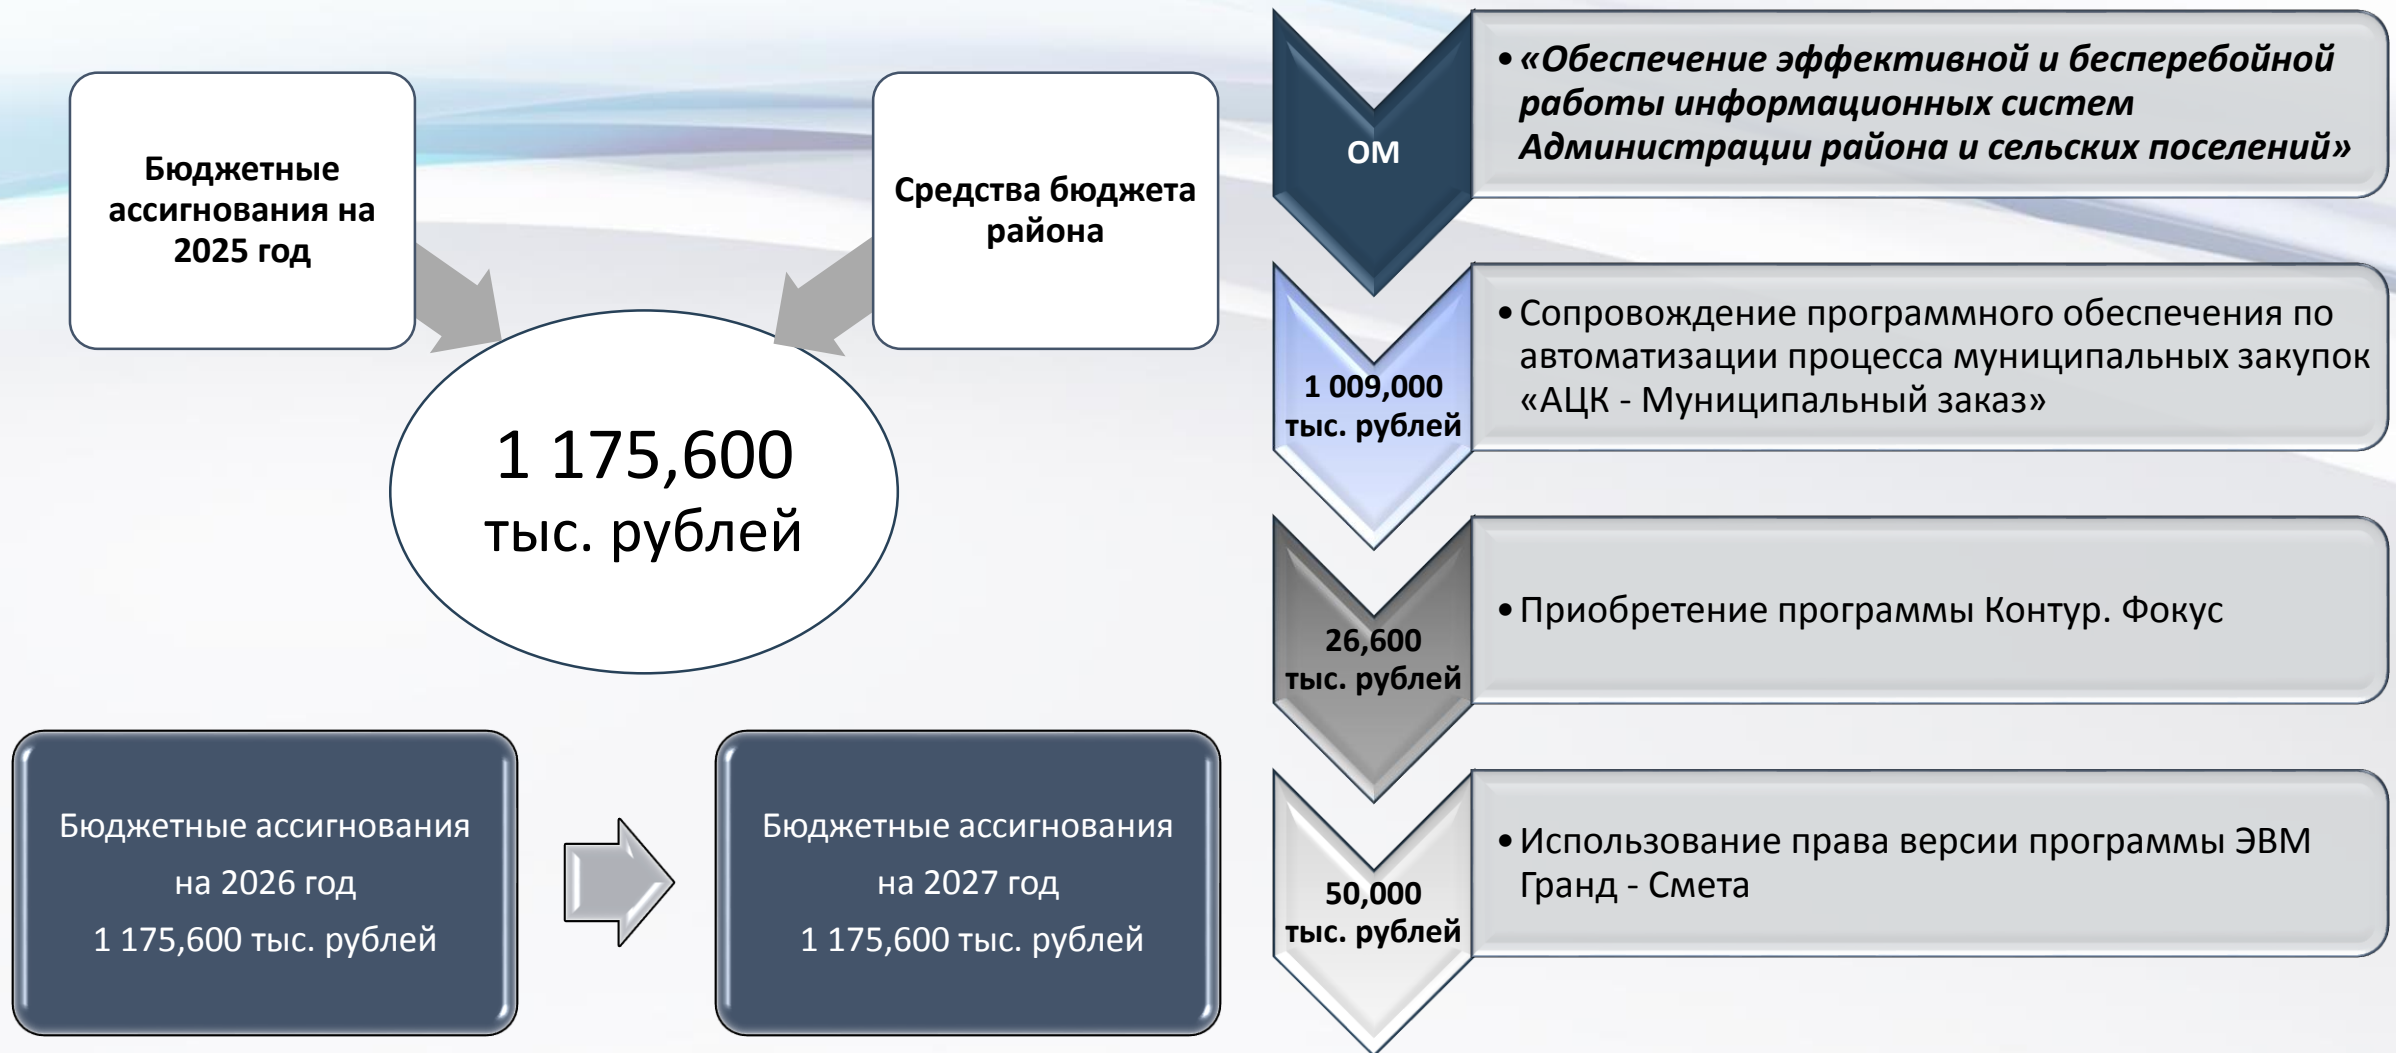 Бюджетные
ассигнования на
2025 год
Средства бюджета
района
1 175,600
тыс. рублей
Бюджетные ассигнования
на 2026 год
1 175,600 тыс. рублей
Бюджетные ассигнования
на 2027 год
1 175,600 тыс. рублей
ОМ
• «Обеспечение эффективной и бесперебойной
работы информационных систем
Администрации района и сельских поселений»
1 009,000
тыс. рублей
• Сопровождение программного обеспечения по
автоматизации процесса муниципальных закупок
«АЦК - Муниципальный заказ»
26,600
тыс. рублей
• Приобретение программы Контур. Фокус
50,000
тыс. рублей
• Использование права версии программы ЭВМ
Гранд - Смета